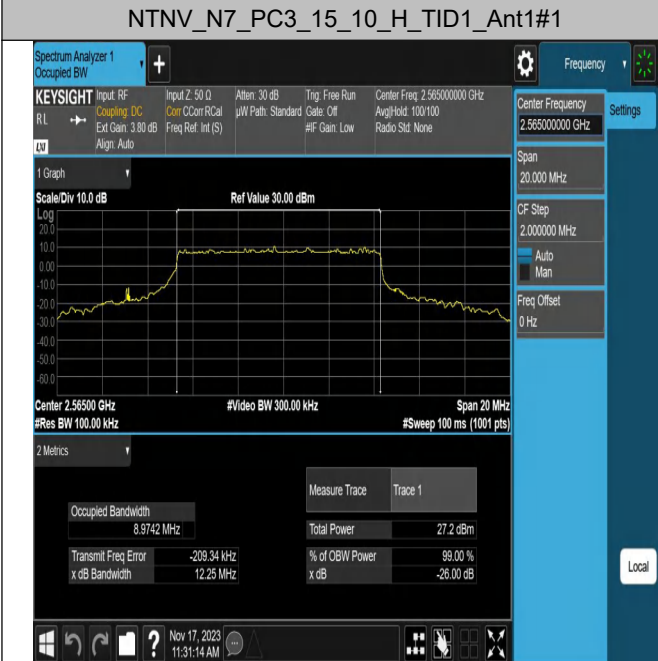 NTNV_N7_PC3_15_10_H_TID1_Ant1#1
Spectrum Analyzer 1
Occupied BW
Frequency
KEYSIGHT
RL
LXI
Input: RF
Coupling: DC
Ext Gain: 3.80 dB
Align: Auto
Input Z: 50 Ω
Corr CCorr RCal
Freq Ref: Int (S)
Atten: 30 dB
µW Path: Standard
Trig: Free Run
Gate: Off
#IF Gain: Low
Center Freq: 2.565000000 GHz
Avg|Hold: 100/100
Radio Std: None
Center Frequency
2.565000000 GHz
Settings
Span
20.000 MHz
CF Step
2.000000 MHz
Auto
Man
Freq Offset
0 Hz
1 Graph
Scale/Div 10.0 dB
Ref Value 30.00 dBm
Log
20.0
10.0
0.00
-10.0
-20.0
-30.0
-40.0
-50.0
-60.0
Center 2.56500 GHz
#Video BW 300.00 kHz
Span 20 MHz
#Res BW 100.00 kHz
#Sweep 100 ms (1001 pts)
2 Metrics
Measure Trace
Trace 1
Occupied Bandwidth
8.9742 MHz
Total Power
27.2 dBm
Transmit Freq Error
-209.34 kHz
% of OBW Power
99.00 %
x dB Bandwidth
12.25 MHz
x dB
-26.00 dB
Local
?
Nov 17, 2023
11:31:14 AM